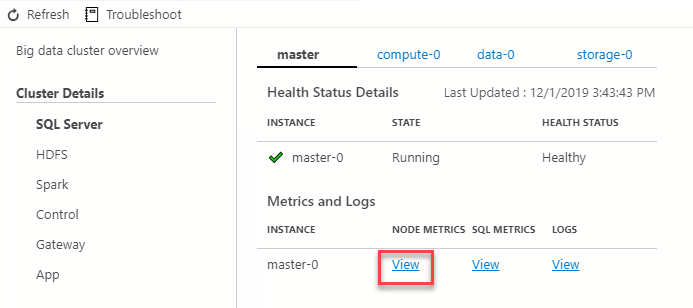 Refresh Troubleshoot
Big data cluster overview
Cluster Details
SQL Server
HDFS
Spark
Control
Gateway
App
master compute-0 data-0 storage-0
Health Status Details Last Updated : 12/1/2019 3:43:43 PM
INSTANCE STATE HEALTH STATUS
master-0 Running Healthy
Metrics and Logs
INSTANCE NODE METRICS SQL METRICS LOGS
master-0 View View View